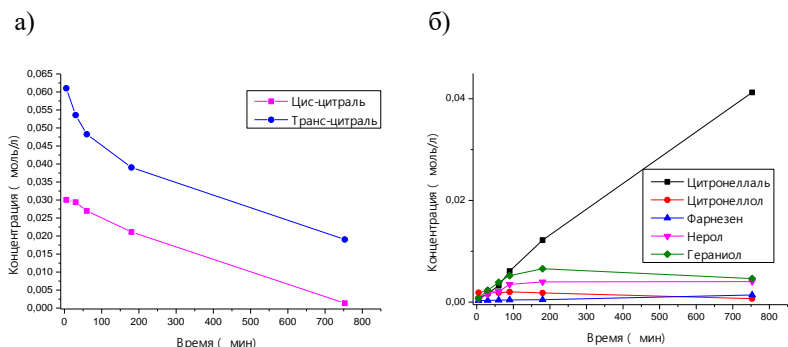 а)
б)
0,065
0,060
0,055
0,050
0,045
0,040
0,035
0,030
0,025
0,020
0,015
0,010
0,005
0,000
Концентрация ( моль/л)
Цис-цитраль
Транс-цитраль
0 100 200 300 400 500 600 700 800
Время ( мин)
0,04
0,02
0,00
Концентрация ( моль/л)
Цитронеллаль
Цитронеллол
Фарнезен
Нерол
Гераниол
0 100 200 300 400 500 600 700 800
Время ( мин)